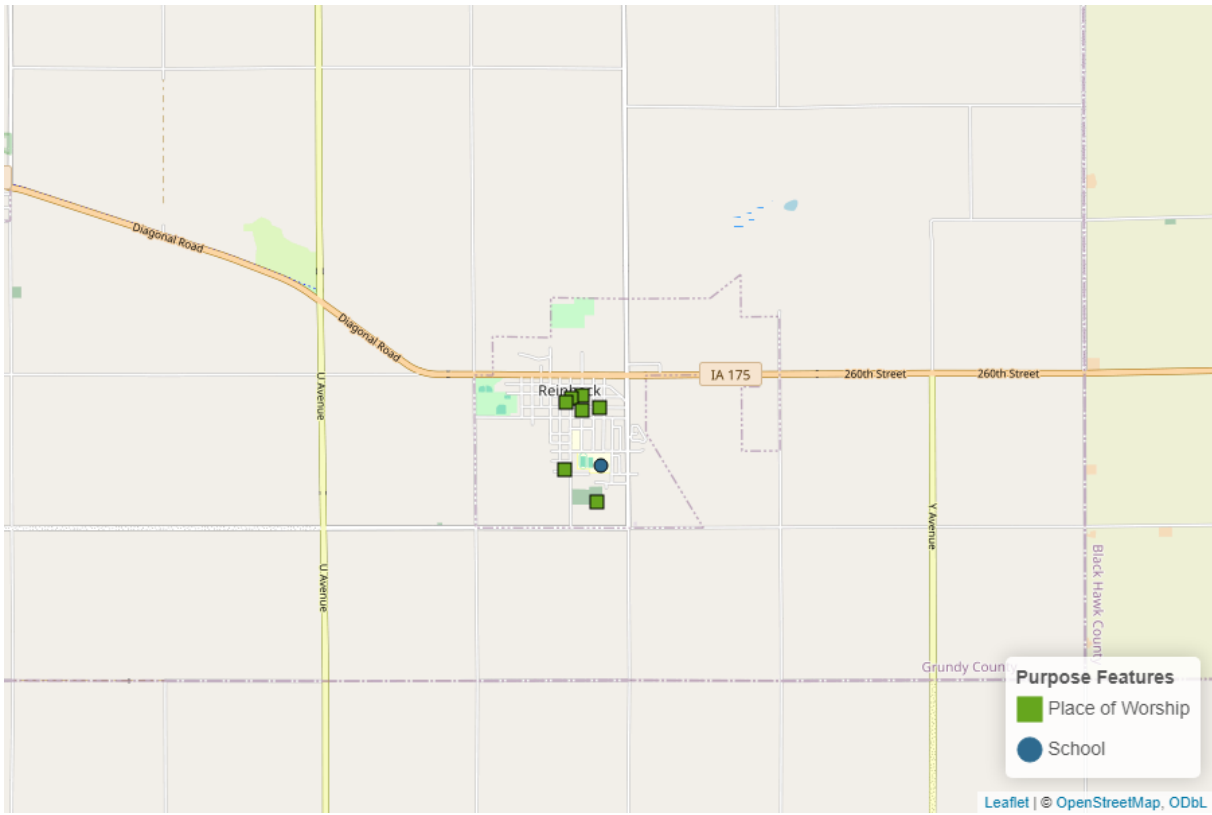 Diagonal Road
Diagonal Road
U Avenue
IA 175
260th Street
260th Street
Y Avenue
U Avenue
Black Hawk County
Grundy County
Purpose Features
Place of Worship
School
Leaflet | © OpenStreetMap, ODbL